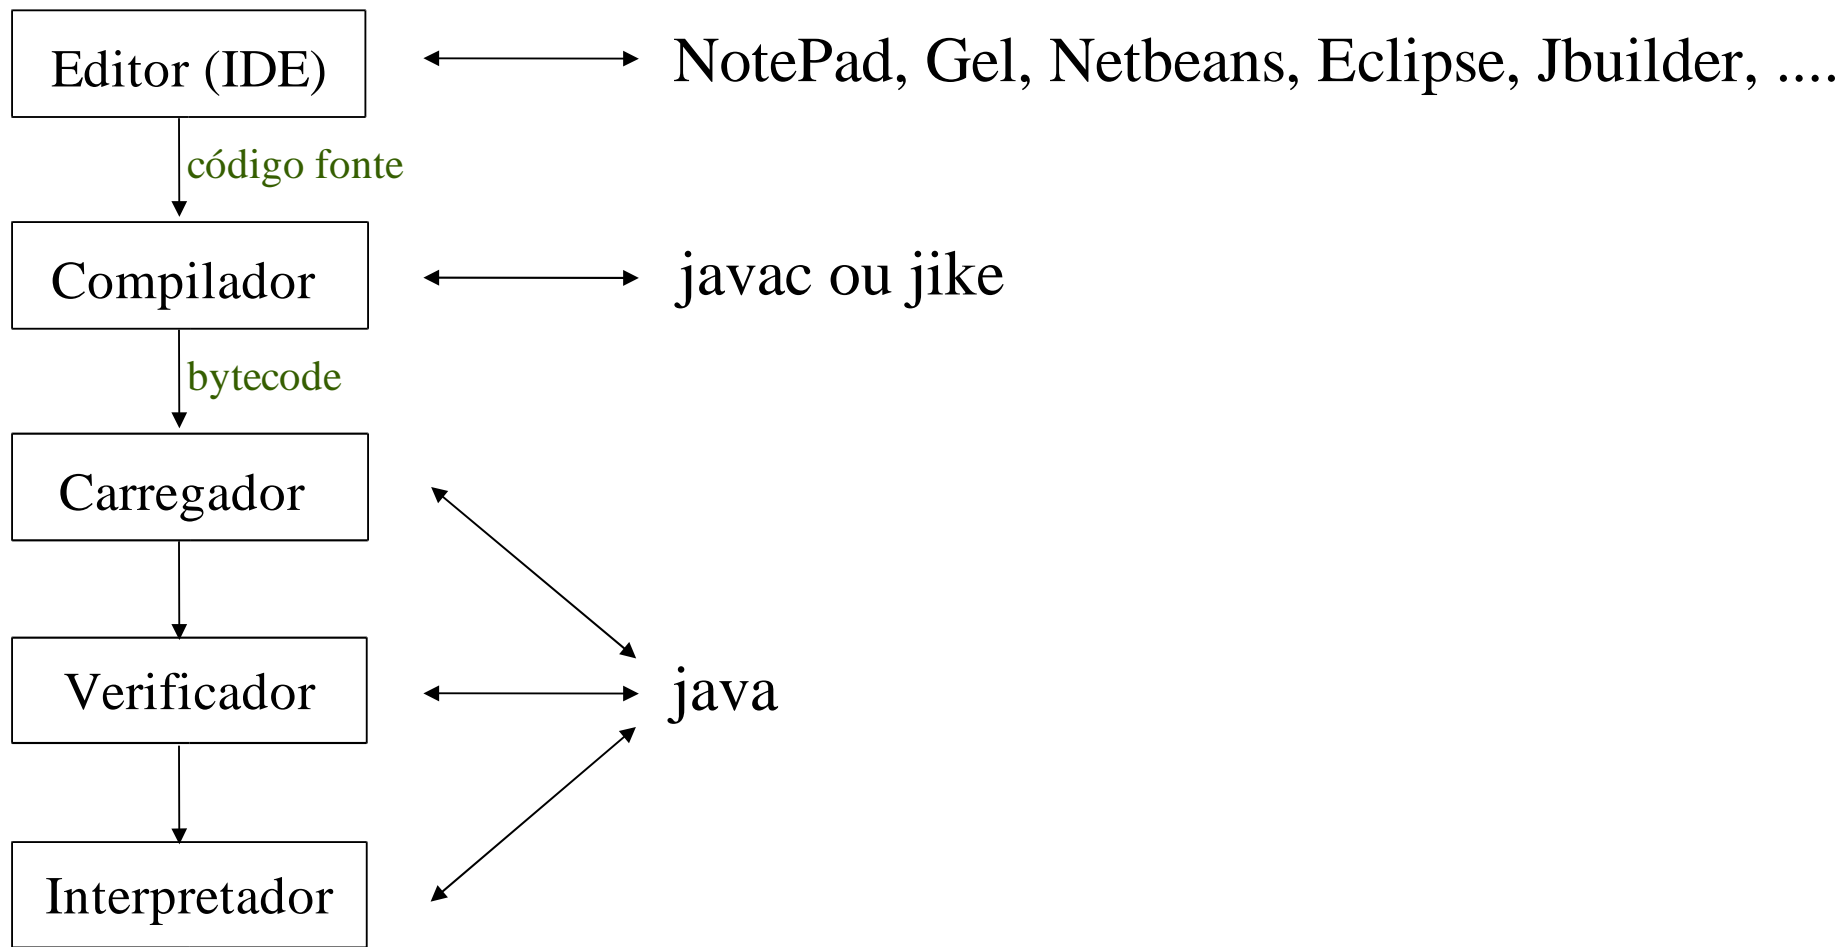 Editor (IDE)
NotePad, Gel, Netbeans, Eclipse, Jbuilder, ....
código fonte
Compilador
javac ou jike
bytecode
Carregador
Verificador
java
Interpretador